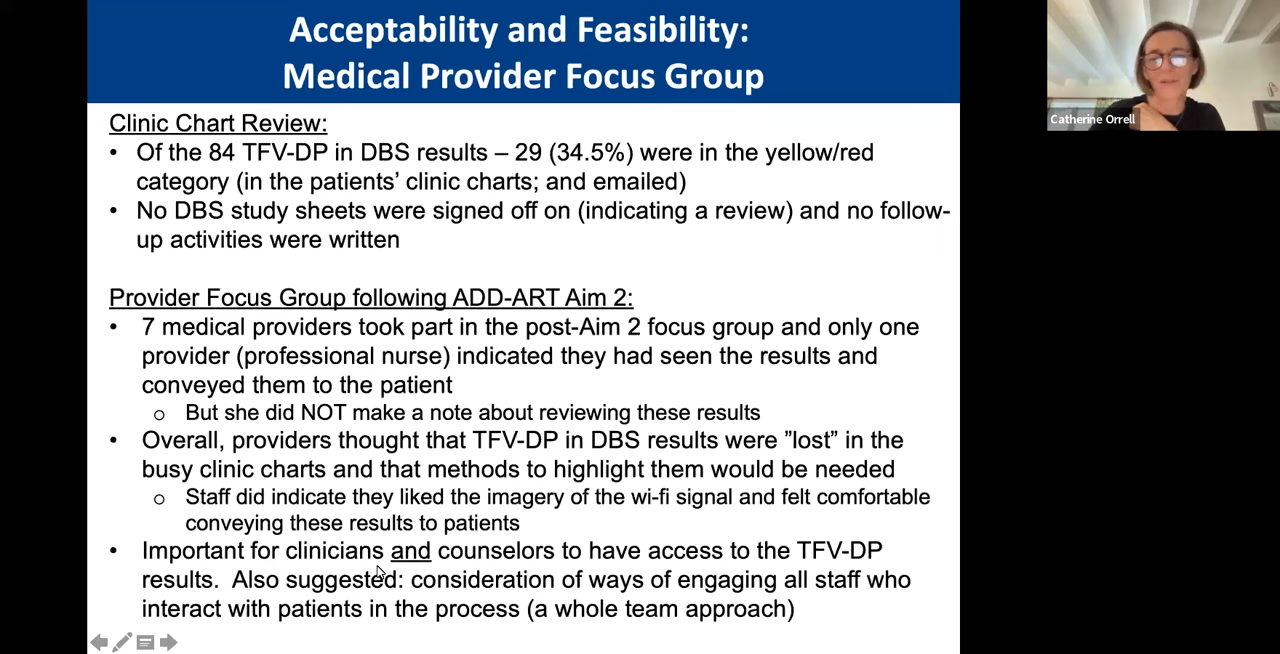 Acceptability and Feasibility:
Medical Provider Focus Group
Catherine Orrell
Clinic Chart Review:
• Of the 84 TFV-DP in DBS results – 29 (34.5%) were in the yellow/red
category (in the patients’ clinic charts; and emailed)
• No DBS study sheets were signed off on (indicating a review) and no follow-
up activities were written
Provider Focus Group following ADD-ART Aim 2:
• 7 medical providers took part in the post-Aim 2 focus group and only one
provider (professional nurse) indicated they had seen the results and
conveyed them to the patient
o But she did NOT make a note about reviewing these results
• Overall, providers thought that TFV-DP in DBS results were ”lost” in the
busy clinic charts and that methods to highlight them would be needed
o Staff did indicate they liked the imagery of the wi-fi signal and felt comfortable
conveying these results to patients
• Important for clinicians and counselors to have access to the TFV-DP
results. Also suggested: consideration of ways of engaging all staff who
interact with patients in the process (a whole team approach)